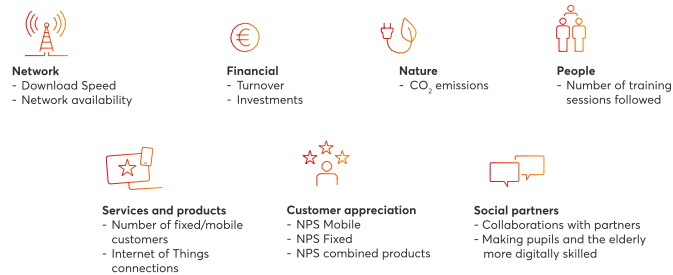 Network
- Download Speed
- Network availability
Financial
- Turnover
- Investments
Nature
- CO2 emissions
People
- Number of training
sessions followed
Services and products
- Number of fixed/mobile
customers
- Internet of Things
connections
Customer appreciation
- NPS Mobile
- NPS Fixed
- NPS combined products
Social partners
- Collaborations with partners
- Making pupils and the elderly
more digitally skilled